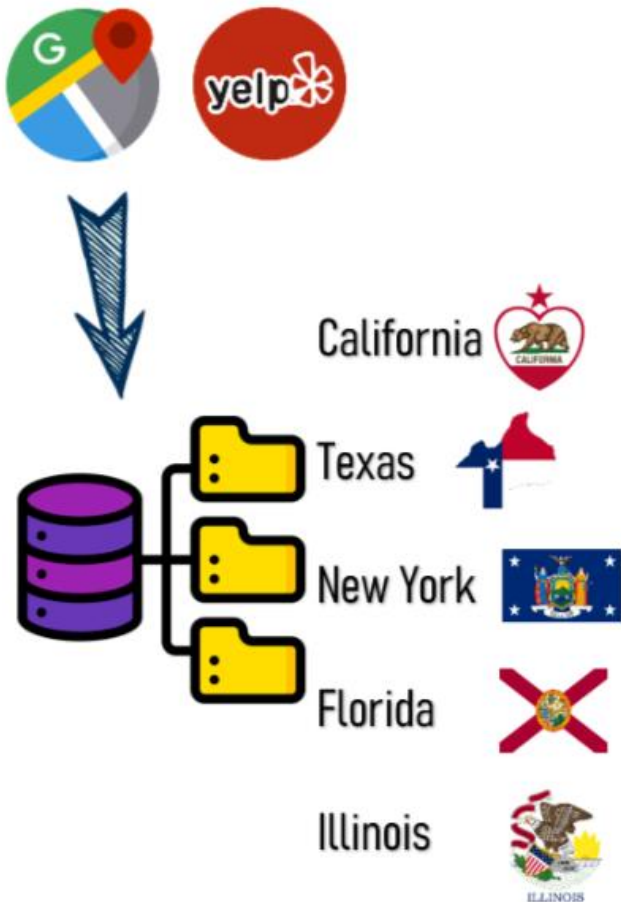 G
yelp
California
CALIFORNIA
Texas
New York
Florida
Illinois
ILLINOIS